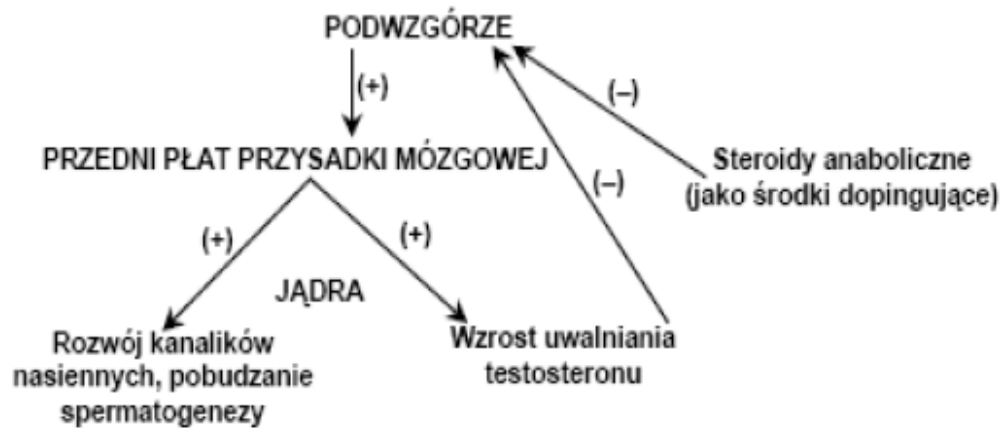 PODWZGÓRZE
(+)
(–)
PRZEDNI PŁAT PRZYSADKI MÓZGOWEJ
Steroidy anaboliczne
(jako środki dopingujące)
(–)
(+)
(+)
JĄDRA
Rozwój kanalików
nasiennych, pobudzanie
spermatogenezy
Wzrost uwalniania
testosteronu